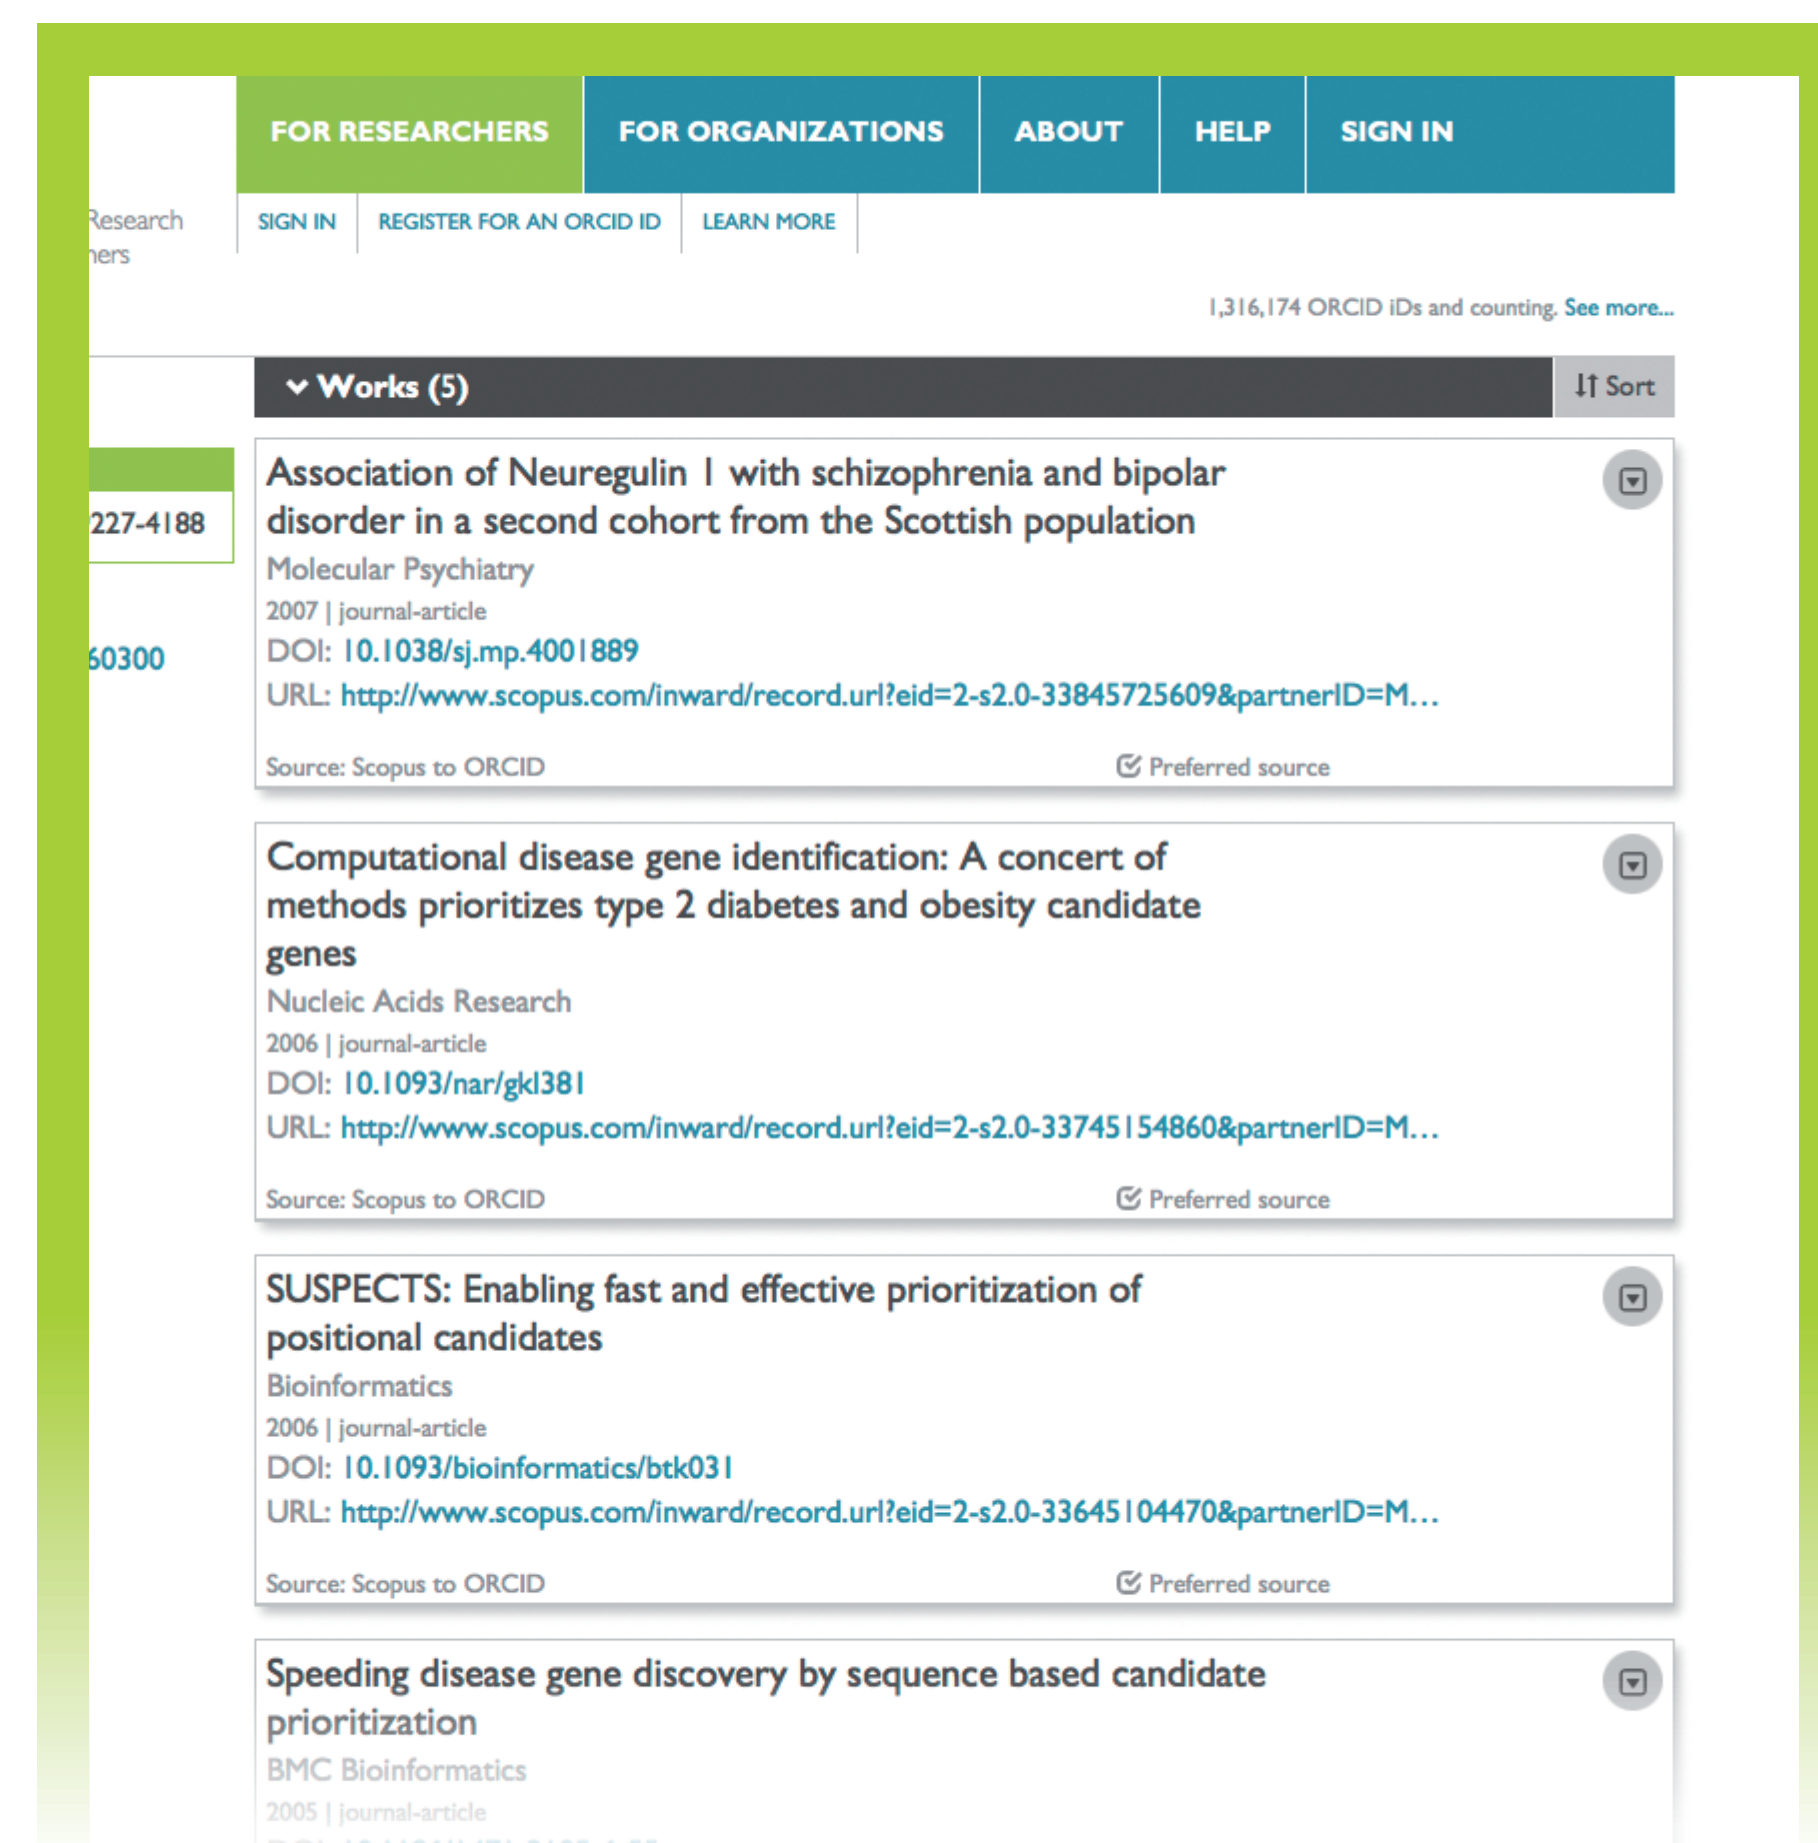 FOR RESEARCHERS FOR ORGANIZATIONS ABOUT HELP SIGN IN
Research SIGN IN REGISTER FOR AN ORCID ID LEARN MORE
1,316,174 ORCID iDs and counting. See more...
Works (5) Sort
Association of Neuregulin 1 with schizophrenia and bipolar
disorder in a second cohort from the Scottish population
227-4188
Molecular Psychiatry
2007 | journal-article
DOI: 10.1038/sj.mp.4001889
60300
URL: http://www.scopus.com/inward/record.url?eid=2-s2.0-33845725609&partnerID=M...
Source: Scopus to ORCID Preferred source
Computational disease gene identification: A concert of
methods prioritizes type 2 diabetes and obesity candidate
genes
Nucleic Acids Research
2006 | journal-article
DOI: 10.1093/nar/gkl381
URL: http://www.scopus.com/inward/record.url?eid=2-s2.0-33745154860&partnerID=M...
Source: Scopus to ORCID Preferred source
SUSPECTS: Enabling fast and effective prioritization of
positional candidates
Bioinformatics
2006 | journal-article
DOI: 10.1093/bioinformatics/btk031
URL: http://www.scopus.com/inward/record.url?eid=2-s2.0-33645104470&partnerID=M...
Source: Scopus to ORCID Preferred source
Speeding disease gene discovery by sequence based candidate
prioritization
BMC Bioinformatics
2005 | journal-article